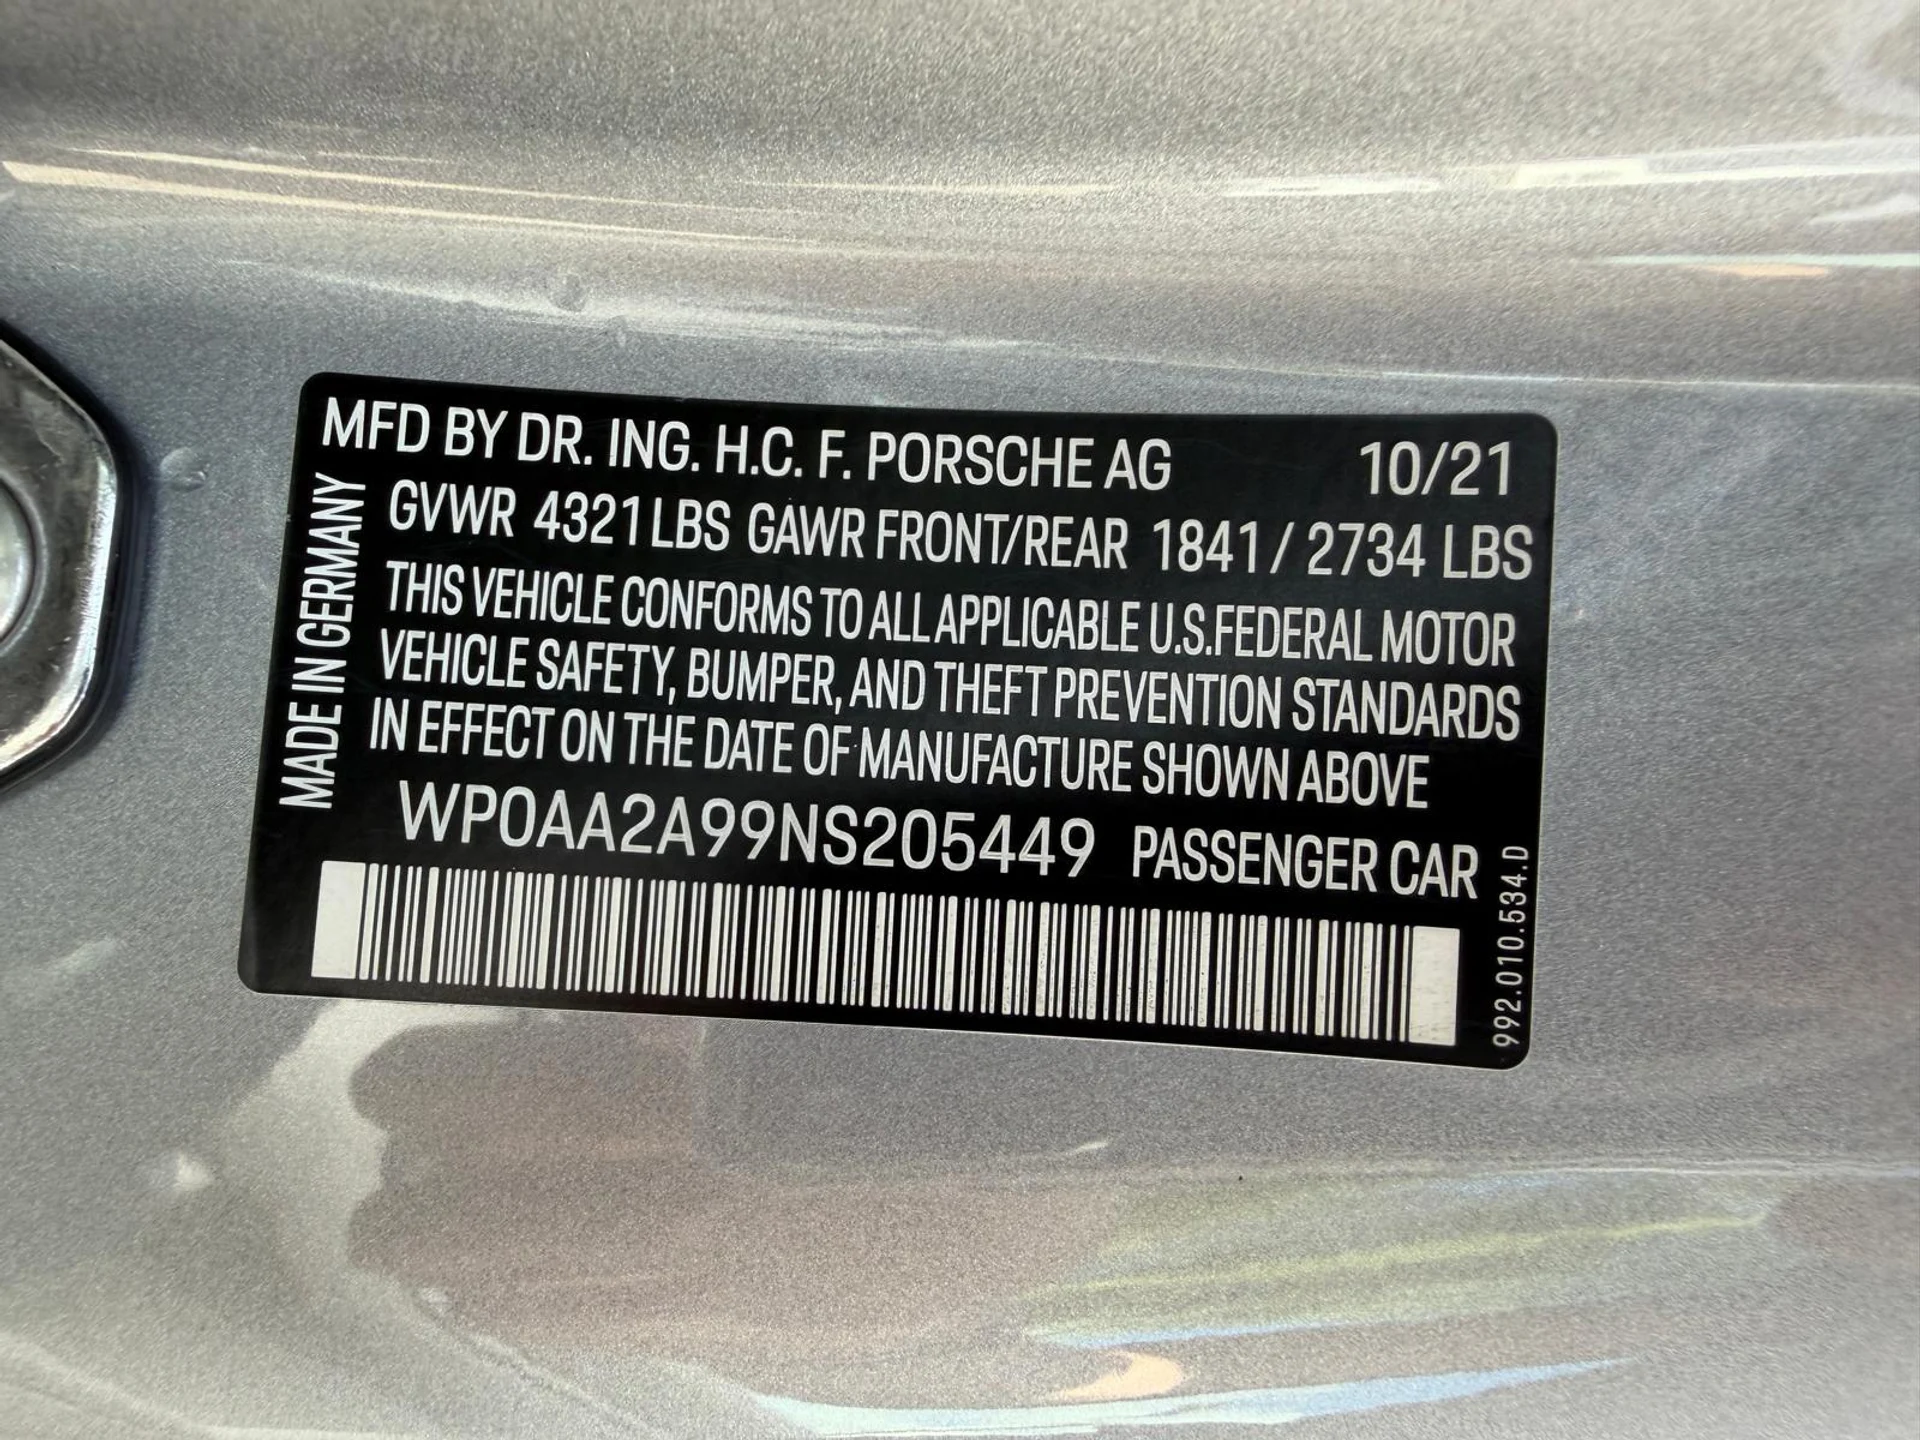 MFD BY DR. ING. H.C. F. PORSCHE AG 10/21
GVWR 4321 LBS GAWR FRONT/REAR 1841 / 2734 LBS
THIS VEHICLE CONFORMS TO ALL APPLICABLE U.S.FEDERAL MOTOR
VEHICLE SAFETY, BUMPER, AND THEFT PREVENTION STANDARDS
IN EFFECT ON THE DATE OF MANUFACTURE SHOWN ABOVE
WP0AA2A99NS205449 PASSENGER CAR
MADE IN GERMANY
992.010.534.D